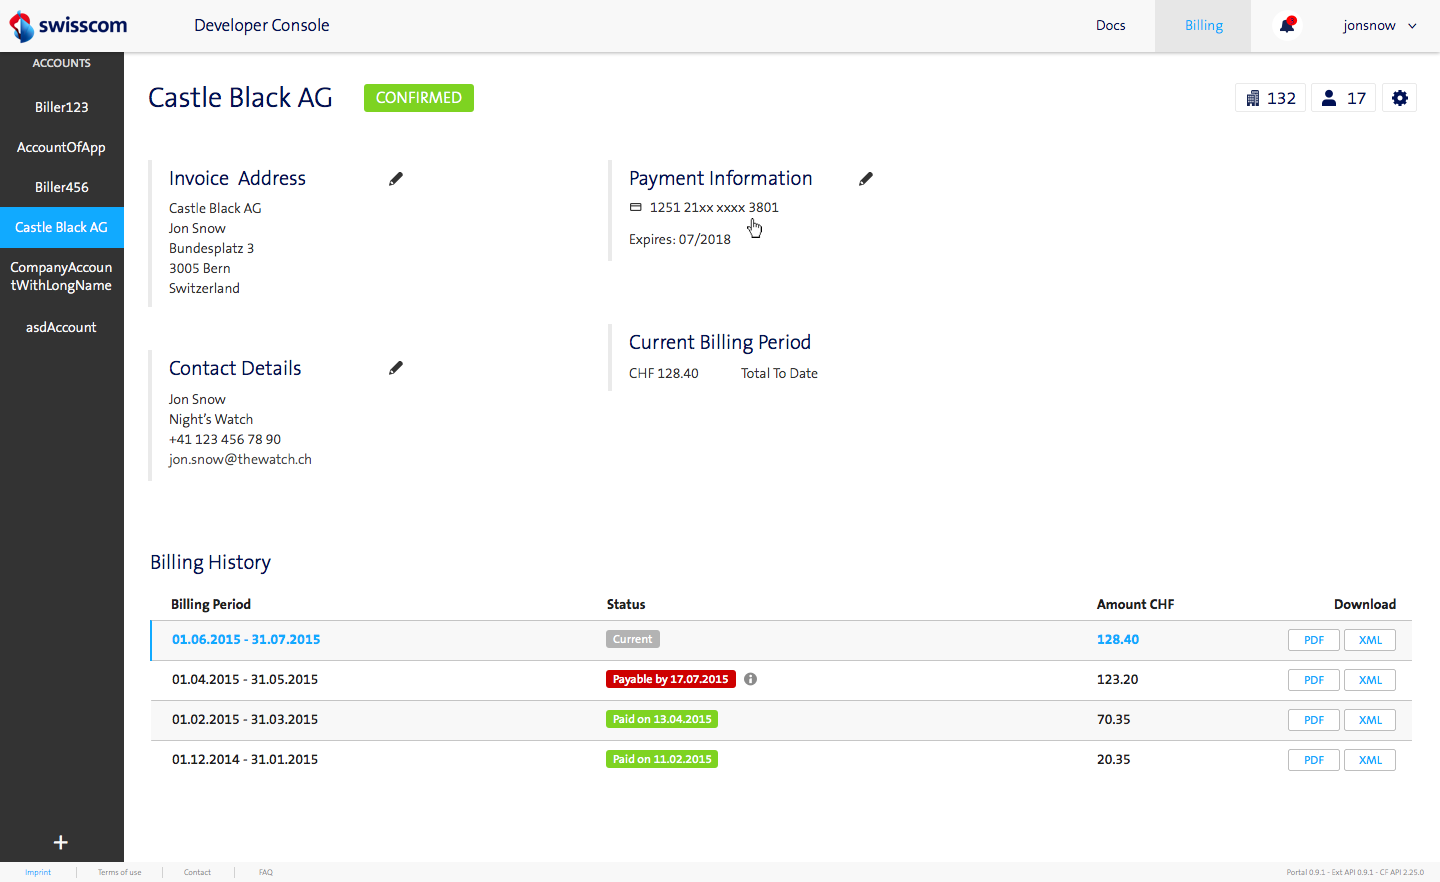 swisscom
Developer Console
Docs
Billing
jonsnow
ACCOUNTS
Biller123
AccountOfApp
Biller456
Castle Black AG
CompanyAccoun
tWithLongName
asdAccount
Castle Black AG
CONFIRMED
132
17
Invoice  Address
Castle Black AG
Jon Snow
Bundesplatz 3
3005 Bern
Switzerland
Payment Information
1251 21xx xxxx 3801
Expires: 07/2018
Contact Details
Jon Snow
Night's Watch
+41 123 456 78 90
jon.snow@thewatch.ch
Current Billing Period
CHF 128.40 Total To Date
Billing History
Billing Period Status Amount CHF Download
01.06.2015 - 31.07.2015 Current 128.40 PDF XML
01.04.2015 - 31.05.2015 Payable by 17.07.2015 123.20 PDF XML
01.02.2015 - 31.03.2015 Paid on 13.04.2015 70.35 PDF XML
01.12.2014 - 31.01.2015 Paid on 11.02.2015 20.35 PDF XML
+
Imprint Terms of use Contact FAQ
Portal 0.9.1 - Ext API 0.9.1 - CF API 2.25.0